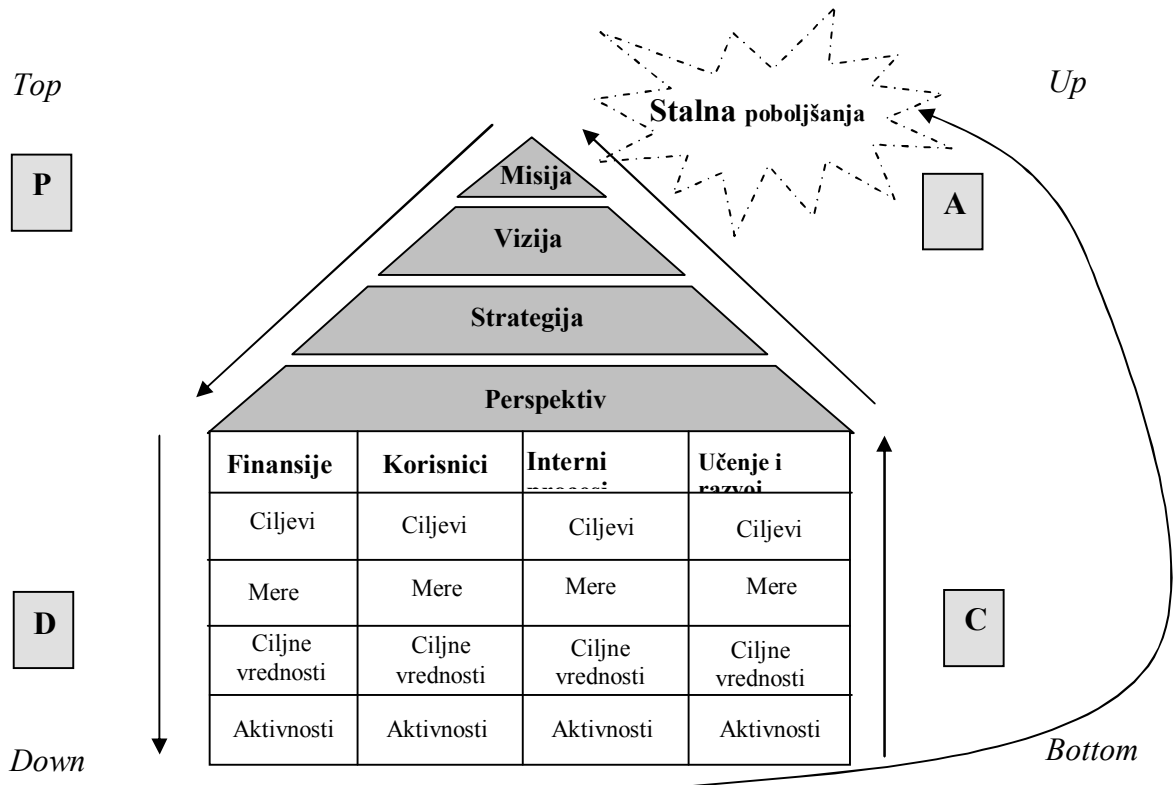 Top
Up
Stalna poboljšanja
P
A
Misija
Vizija
Strategija
Perspektiv
Finansije
Korisnici
Interni
Učenje i
Ciljevi
Ciljevi
Ciljevi
Ciljevi
Mere
Mere
Mere
Mere
D
C
Ciljne
vrednosti
Ciljne
vrednosti
Ciljne
vrednosti
Ciljne
vrednosti
Aktivnosti
Aktivnosti
Aktivnosti
Aktivnosti
Down
Bottom